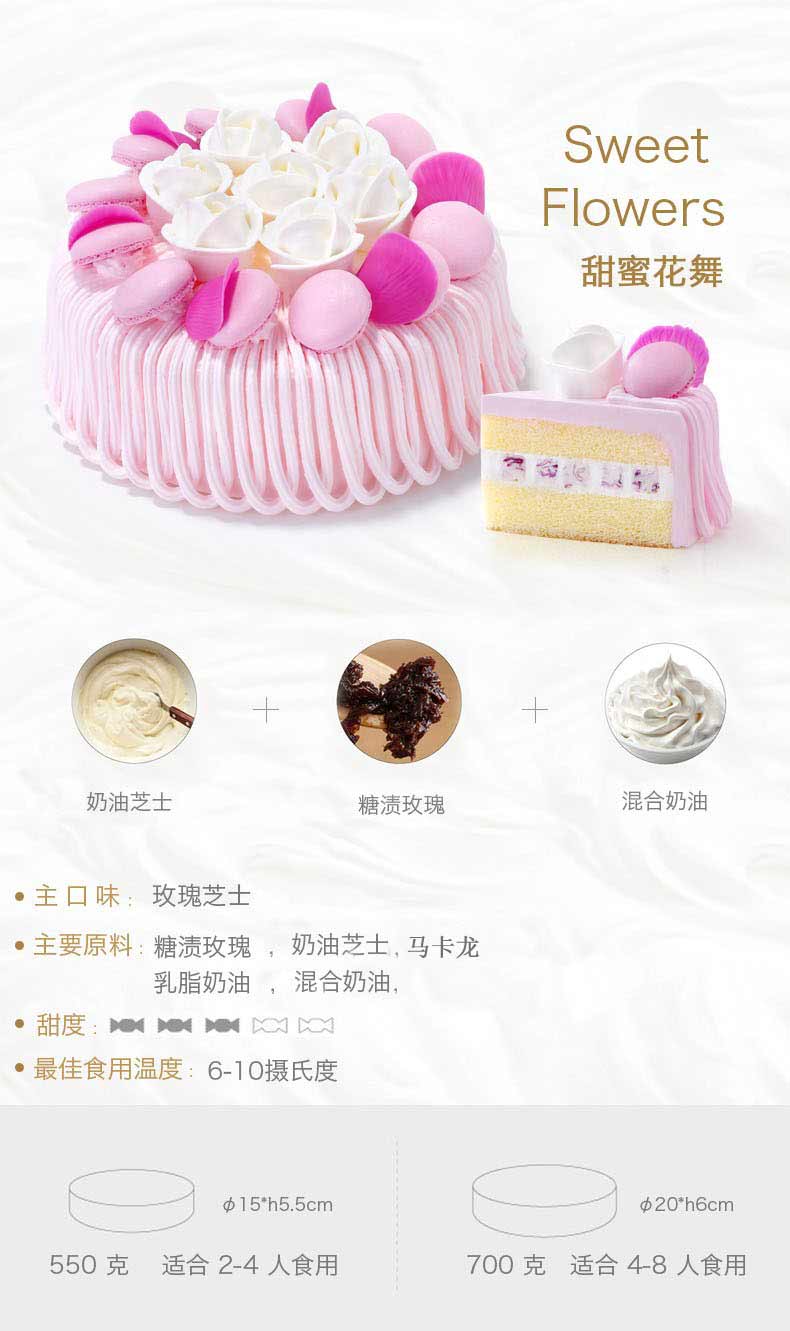 Sweet
Flowers
甜蜜花舞
奶油芝士
糖渍玫瑰
混合奶油
• 主口味： 玫瑰芝士
• 主要原料：糖渍玫瑰 ，奶油芝士, 马卡龙
乳脂奶油 ，混合奶油,
• 甜度：
• 最佳食用温度： 6-10摄氏度
φ15*h5.5cm
550 克 适合 2-4 人食用
φ20*h6cm
700 克 适合 4-8 人食用